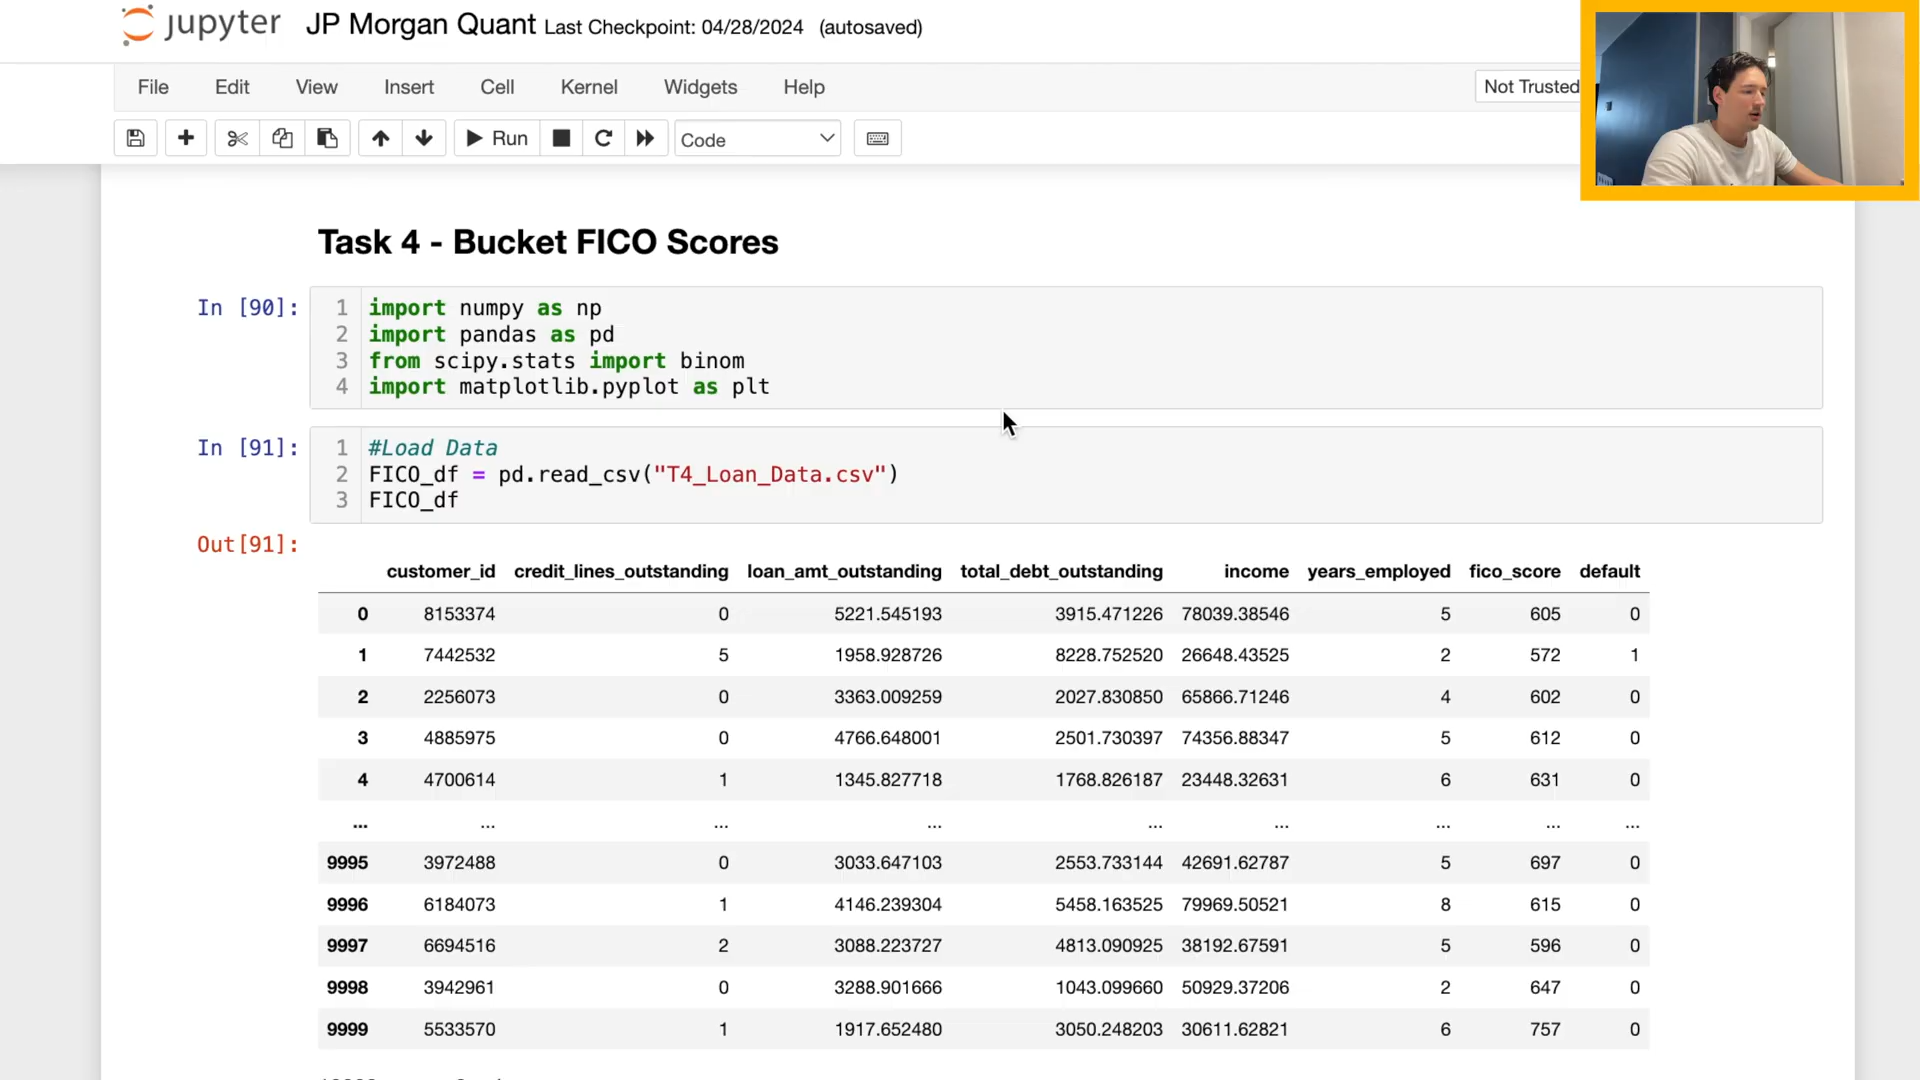 jupyter JP Morgan Quant Last Checkpoint: 04/28/2024 (autosaved)
File Edit View Insert Cell Kernel Widgets Help Not Trusted
Run Code
Task 4 - Bucket FICO Scores
In [90]:
1 import numpy as np
2 import pandas as pd
3 from scipy.stats import binom
4 import matplotlib.pyplot as plt
In [91]:
1 #Load Data
2 FICO_df = pd.read_csv("T4_Loan_Data.csv")
3 FICO_df
Out[91]:
customer_id credit_lines_outstanding loan_amt_outstanding total_debt_outstanding income years_employed fico_score default
0 8153374 0 5221.545193 3915.471226 78039.38546 5 605 0
1 7442532 5 1958.928726 8228.752520 26648.43525 2 572 1
2 2256073 0 3363.009259 2027.830850 65866.71246 4 602 0
3 4885975 0 4766.648001 2501.730397 74356.88347 5 612 0
4 4700614 1 1345.827718 1768.826187 23448.32631 6 631 0
... ... ... ... ... ... ... ... ...
9995 3972488 0 3033.647103 2553.733144 42691.62787 5 697 0
9996 6184073 1 4146.239304 5458.163525 79969.50521 8 615 0
9997 6694516 2 3088.223727 4813.090925 38192.67591 5 596 0
9998 3942961 0 3288.901666 1043.099660 50929.37206 2 647 0
9999 5533570 1 1917.652480 3050.248203 30611.62821 6 757 0